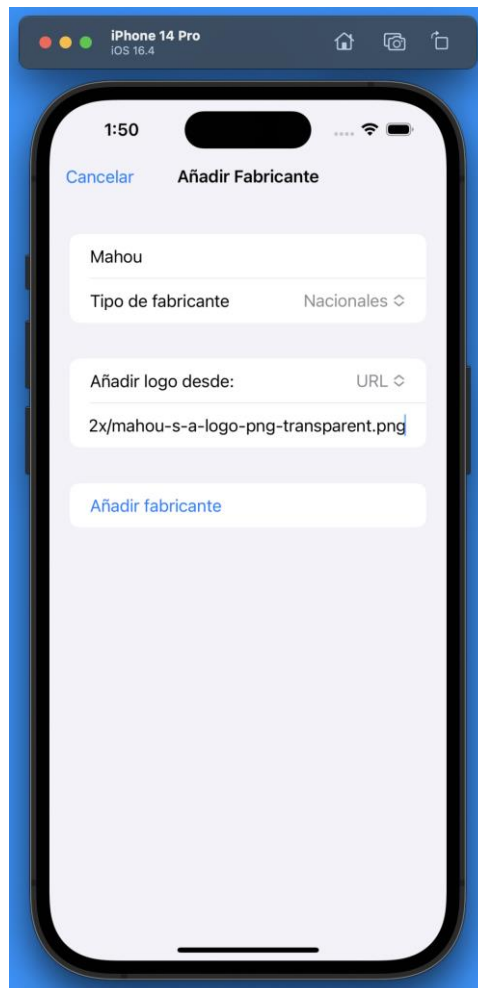 iPhone 14 Pro
iOS 16.4
1:50
Cancelar Añadir Fabricante
Mahou
Tipo de fabricante Nacionales
Añadir logo desde: URL
2x/mahou-s-a-logo-png-transparent.png
Añadir fabricante